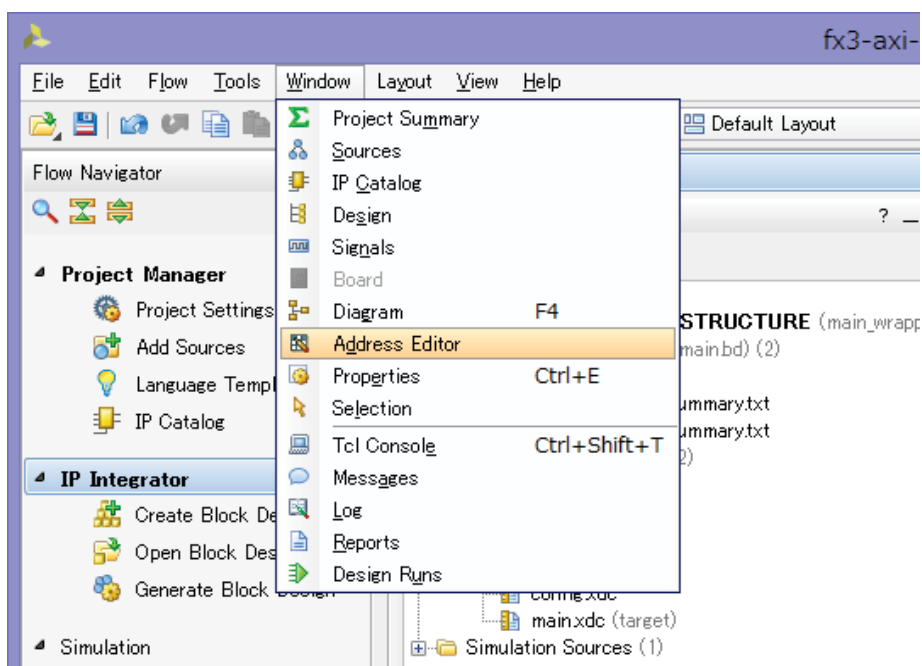 fx3-axi-
File Edit Flow Tools Window Layout View Help
Default Layout
Flow Navigator
? _
Project Manager
Project Settings
Add Sources
Language Templ
IP Catalog
IP Integrator
Create Block De
Open Block Des
Generate Block Design
Simulation
Project Summary
Sources
IP Catalog
Design
Signals
Board
Diagram F4
Address Editor
Properties Ctrl+E
Selection
Tcl Console Ctrl+Shift+T
Messages
Log
Reports
Design Runs
STRUCTURE (main_wrapp
main.bd) (2)
ummary.txt
ummary.txt
2)
config.xdc
main.xdc (target)
Simulation Sources (1)